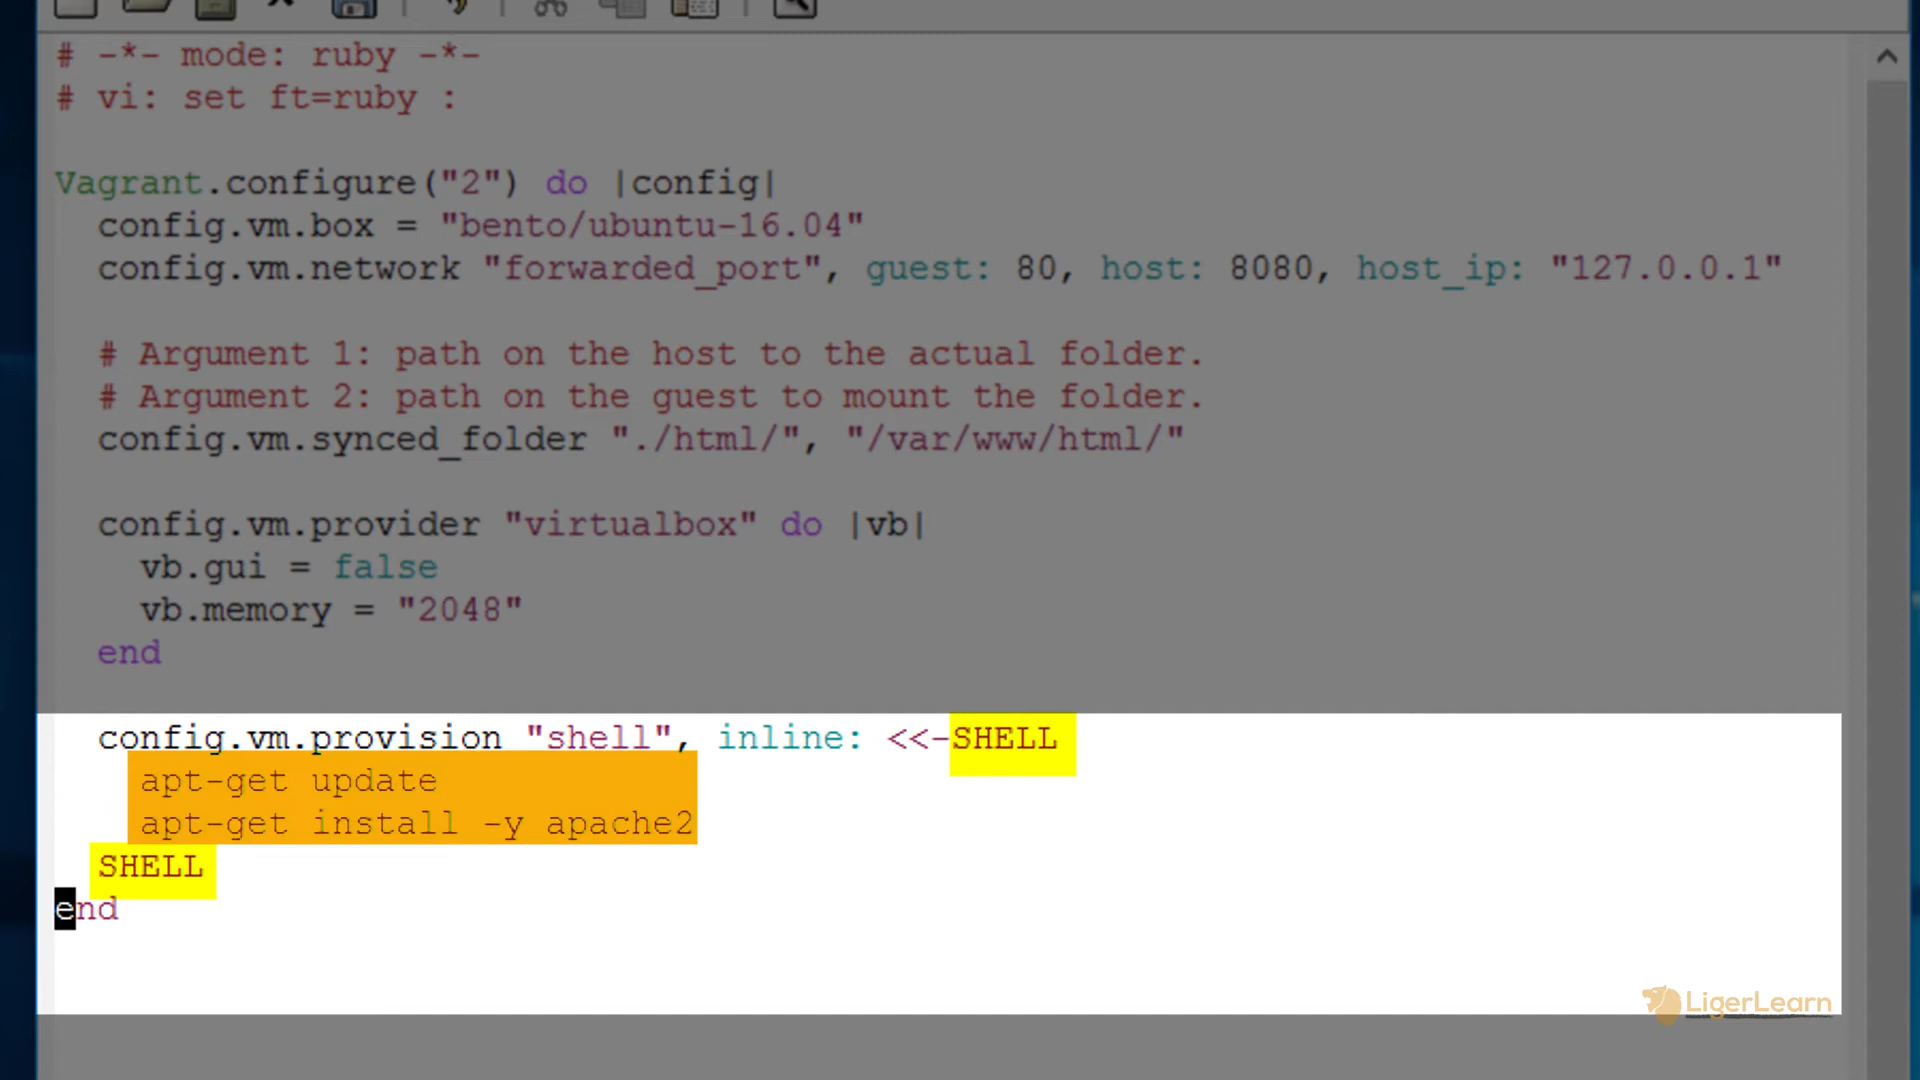 # -*- mode: ruby -*-
# vi: set ft=ruby :
Vagrant.configure("2") do |config|
config.vm.box = "bento/ubuntu-16.04"
config.vm.network "forwarded_port", guest: 80, host: 8080, host_ip: "127.0.0.1"
# Argument 1: path on the host to the actual folder.
# Argument 2: path on the guest to mount the folder.
config.vm.synced_folder "./html/", "/var/www/html/"
config.vm.provider "virtualbox" do |vb|
vb.gui = false
vb.memory = "2048"
end
config.vm.provision "shell", inline: <<-SHELL
apt-get update
apt-get install -y apache2
SHELL
end
LigerLearn